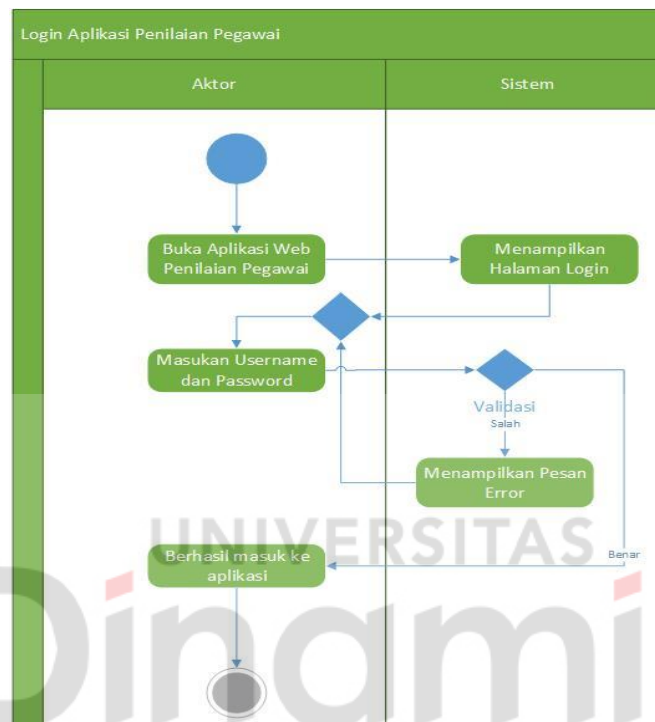 Login Aplikasi Penilaian Pegawai
Aktor
Sistem
Buka Aplikasi Web
Penilaian Pegawai
Menampilkan
Halaman Login
Masukan Username
dan Password
Validasi
Salah
Menampilkan Pesan
Error
UNIVERSITAS
Berhasil masuk ke
aplikasi
Benar
Dinami